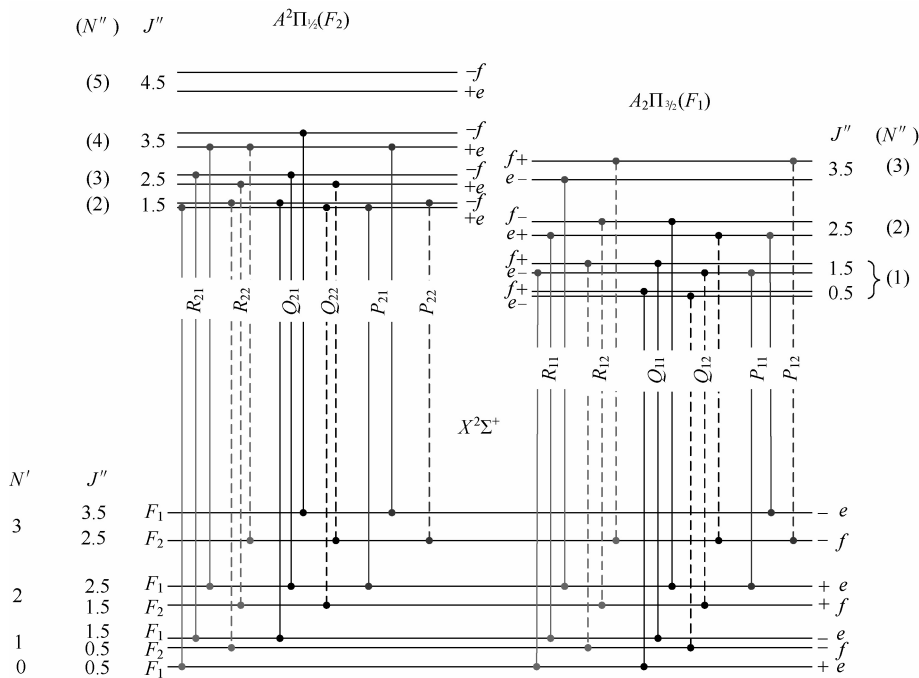 A²Π½(F₂)
(N″) J″
−f
(5) 4.5
+e
A₂Π₃/₂(F₁)
−f
(4) 3.5
+e
J″ (N″)
f+
3.5 (3)
e−
−f
(3) 2.5
+e
−f
(2) 1.5
+e
f−
2.5 (2)
e+
f+
1.5
e−
(1)
f+
0.5
e−
R₂₁ R₂₂ Q₂₁ Q₂₂ P₂₁ P₂₂
R₁₁ R₁₂ Q₁₁ Q₁₂ P₁₁ P₁₂
X²Σ⁺
N′ J″
3
3.5 F₁ − e
2.5 F₂ − f
2
2.5 F₁ + e
1.5 F₂ + f
1
1.5 F₁ − e
0.5 F₂ − f
0 0.5 F₁ + e